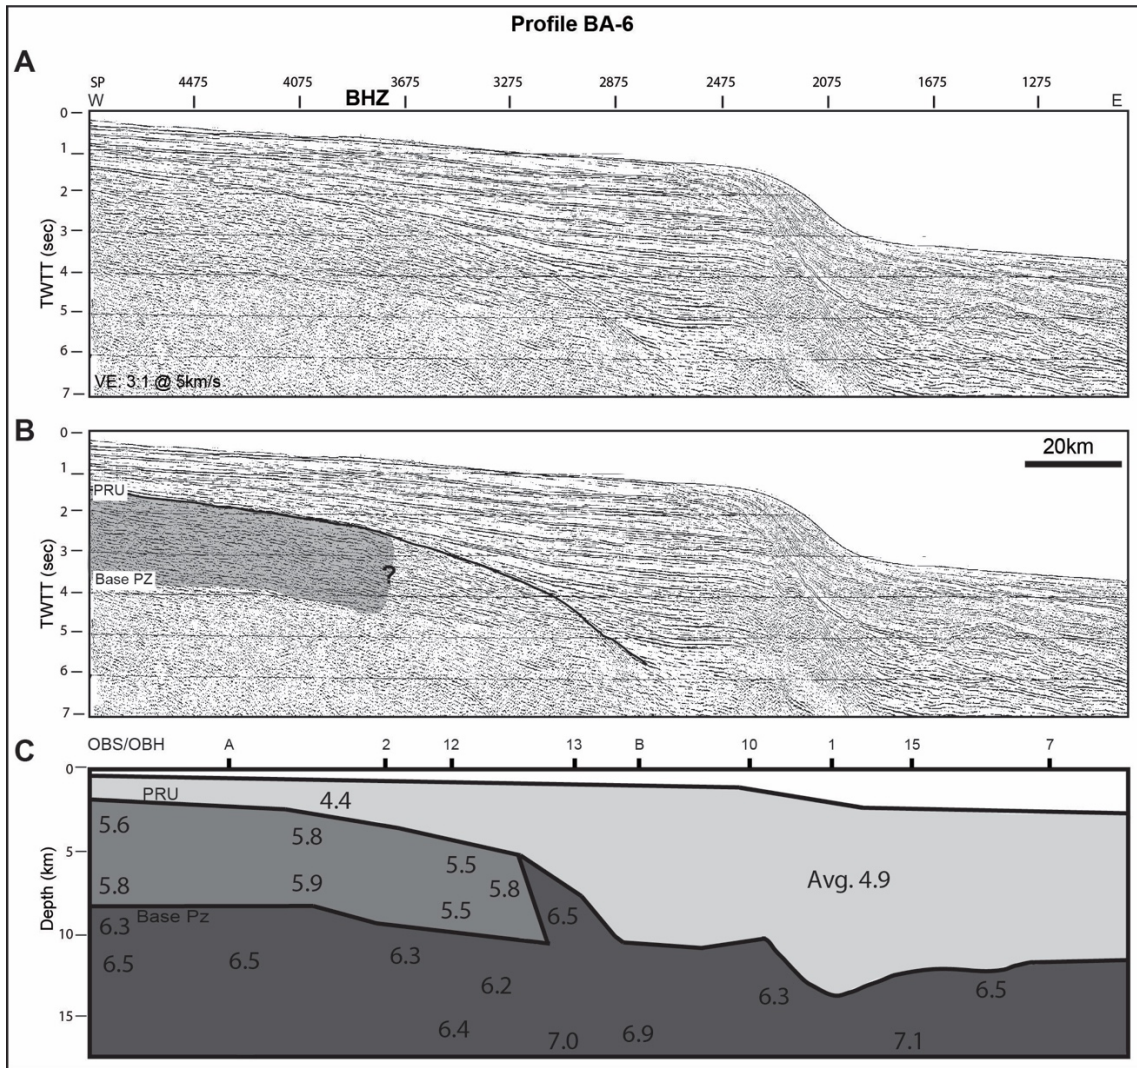 Profile BA-6
A
SP 4475 4075 3675 3275 2875 2475 2075 1675 1275
W BHZ E
0
1
2
3
4
5
6
7
TWTT (sec)
VE: 3:1 @ 5km/s
B
0
1
2
3
4
5
6
7
TWTT (sec)
20km
PRU
Base PZ
?
C
OBS/OBH A 2 12 13 B 10 1 15 7
0
5
10
15
Depth (km)
PRU
4.4
5.6 5.8
5.5
5.8 5.9 5.8 Avg. 4.9
5.5
Base Pz 6.5
6.3
6.5 6.5 6.3
6.2 6.3 6.5
6.4 7.0 6.9 7.1